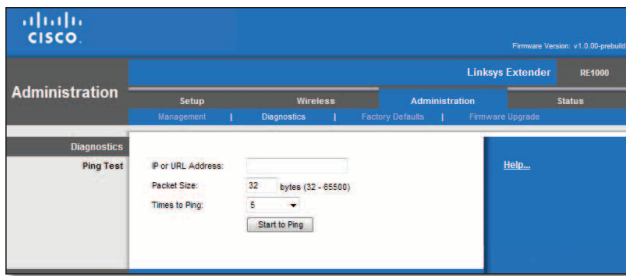 CISCO.
Firmware Version: v1.0.00-prebuild
Linksys Extender RE1000
Administration
Setup Wireless Administration Status
Management | Diagnostics | Factory Defaults | Firmware Upgrade
Diagnostics
Ping Test
IP or URL Address:
Packet Size: 32 bytes (32 - 65500)
Times to Ping: 5
Start to Ping
Help...